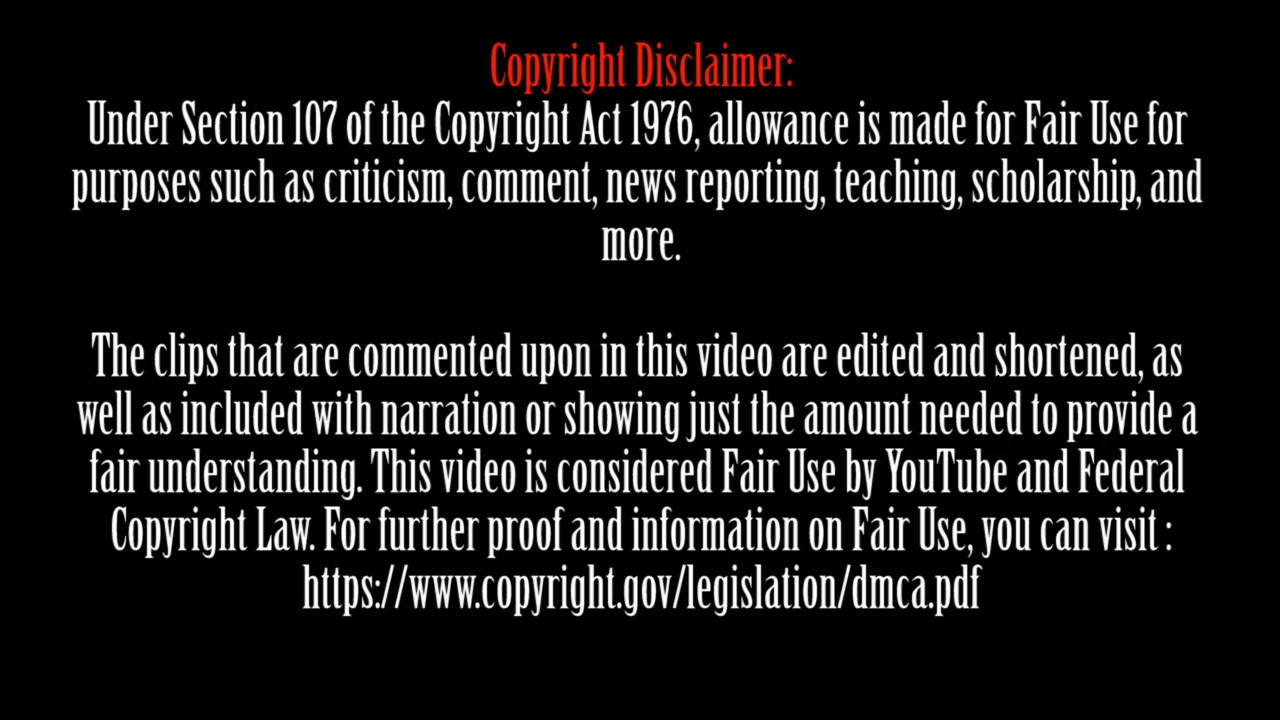 Copyright Disclaimer:
Under Section 107 of the Copyright Act 1976, allowance is made for Fair Use for
purposes such as criticism, comment, news reporting, teaching, scholarship, and
more.
The clips that are commented upon in this video are edited and shortened, as
well as included with narration or showing just the amount needed to provide a
fair understanding. This video is considered Fair Use by YouTube and Federal
Copyright Law. For further proof and information on Fair Use, you can visit :
https://www.copyright.gov/legislation/dmca.pdf